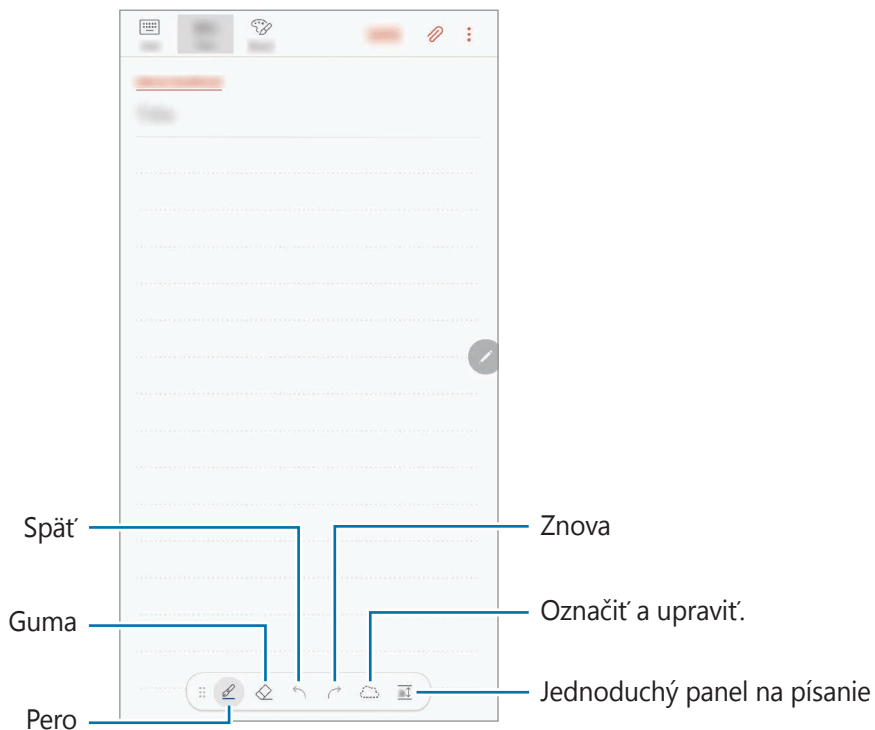 Späť
Znova
Označiť a upraviť.
Guma
Jednoduchý panel na písanie
Pero